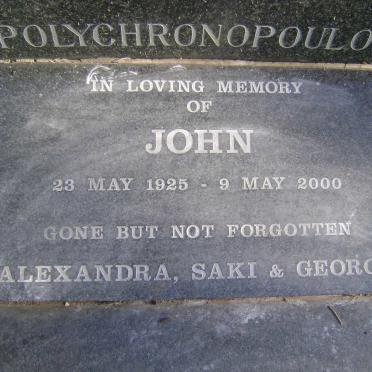 POLYCHRONOPOULO
IN LOVING MEMORY
OF
JOHN
23 MAY 1925 - 9 MAY 2000
GONE BUT NOT FORGOTTEN
ALEXANDRA, SAKI & GEORG